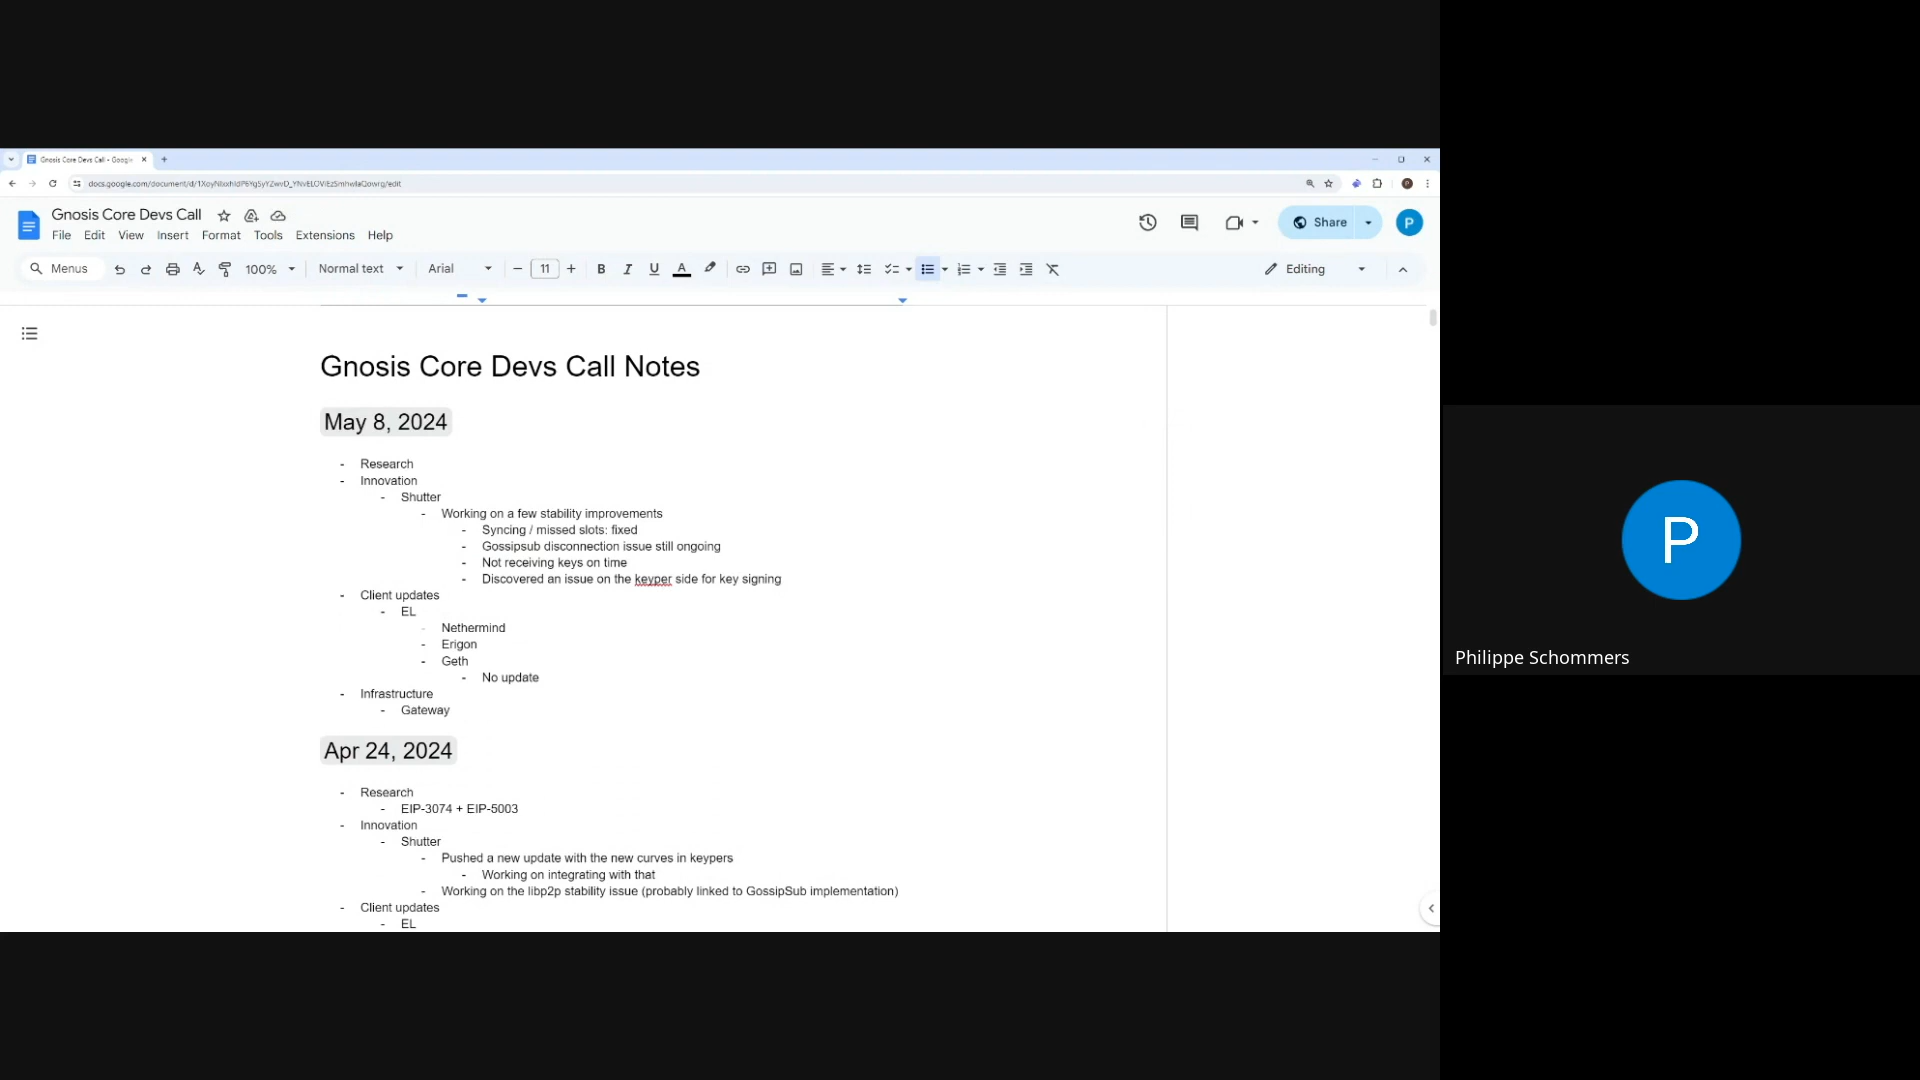 Gnosis Core Devs Call - Google
Gnosis Core Devs Call
File Edit View Insert Format Tools Extensions Help
Share
P
Menus
100%
Normal text
Arial
11
Editing
Gnosis Core Devs Call Notes
May 8, 2024
- Research
- Innovation
- Shutter
- Working on a few stability improvements
- Syncing / missed slots: fixed
- Gossipsub disconnection issue still ongoing
- Not receiving keys on time
- Discovered an issue on the keyper side for key signing
- Client updates
- EL
- Nethermind
- Erigon
- Geth
- No update
- Infrastructure
- Gateway
Apr 24, 2024
- Research
- EIP-3074 + EIP-5003
- Innovation
- Shutter
- Pushed a new update with the new curves in keypers
- Working on integrating with that
- Working on the libp2p stability issue (probably linked to GossipSub implementation)
- Client updates
- EL
P
Philippe Schommers